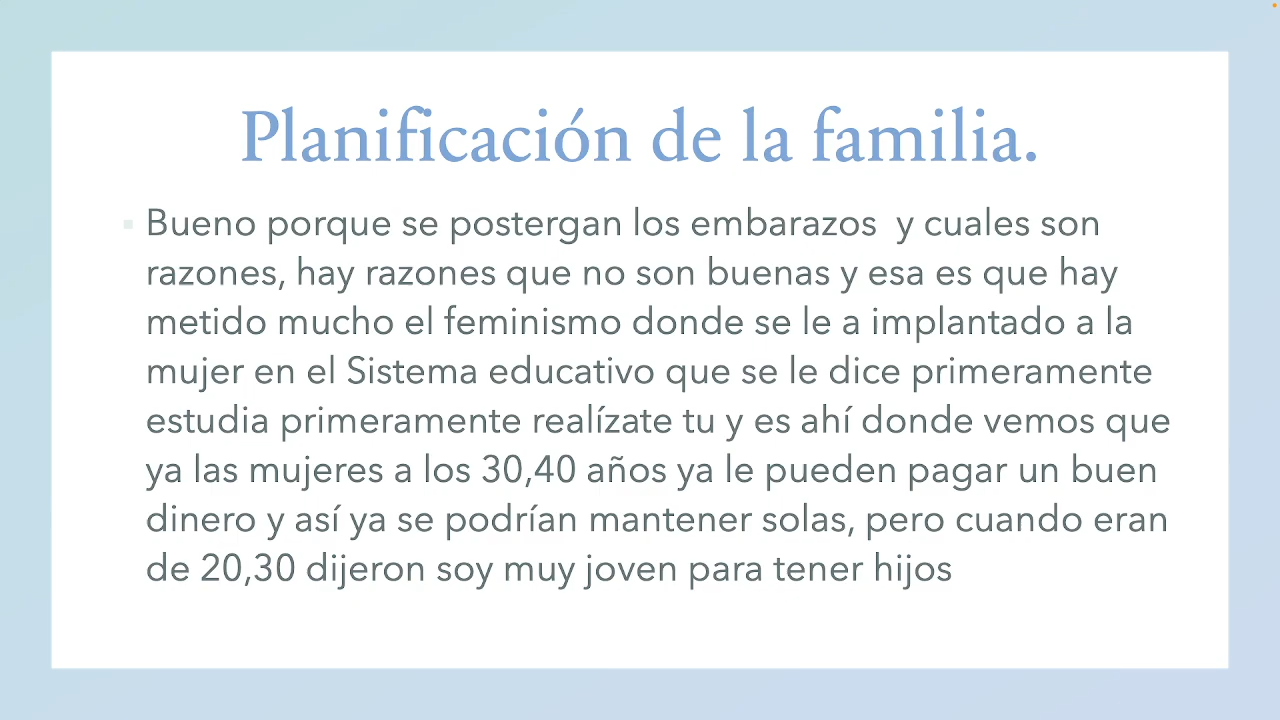 Planificación de la familia.
Bueno porque se postergan los embarazos  y cuales son
razones, hay razones que no son buenas y esa es que hay
metido mucho el feminismo donde se le a implantado a la
mujer en el Sistema educativo que se le dice primeramente
estudia primeramente realízate tu y es ahí donde vemos que
ya las mujeres a los 30,40 años ya le pueden pagar un buen
dinero y así ya se podrían mantener solas, pero cuando eran
de 20,30 dijeron soy muy joven para tener hijos